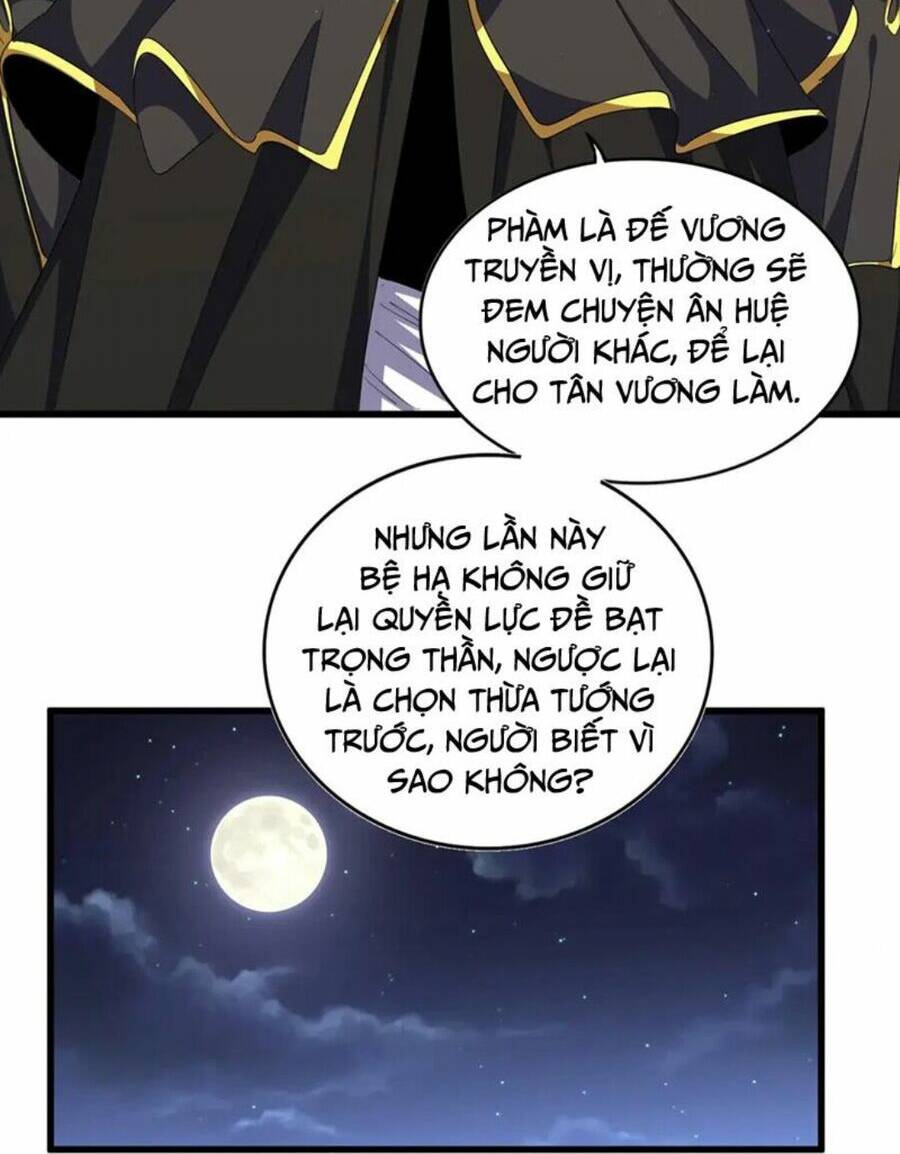 PHÀM LÀ ĐẾ VƯƠNG
TRUYỀN VỊ, THƯỜNG SẼ
ĐEM CHUYỆN ÂN HUỆ
NGƯỜI KHÁC, ĐỂ LẠI
CHO TÂN VƯƠNG LÀM.
NHƯNG LẦN NÀY
BỆ HẠ KHÔNG GIỮ
LẠI QUYỀN LỰC ĐỀ BẠT
TRỌNG THẦN, NGƯỢC LẠI
LÀ CHỌN THỪA TƯỚNG
TRƯỚC, NGƯỜI BIẾT VÌ
SAO KHÔNG?